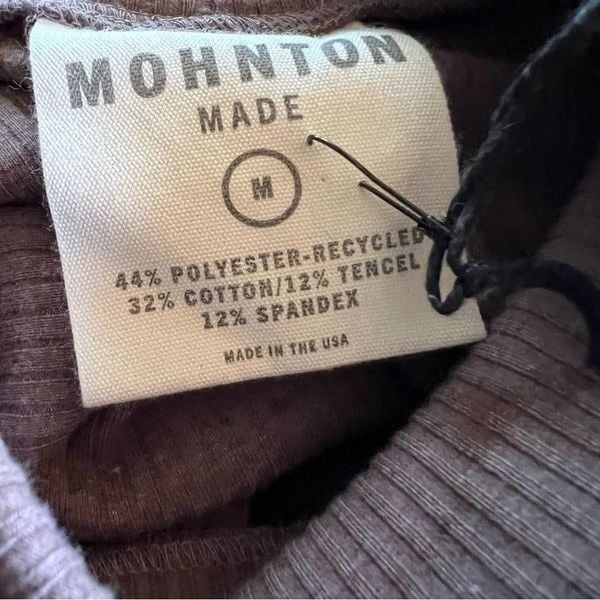 MOHNTON
MADE
M
44% POLYESTER-RECYCLED
32% COTTON/12% TENCEL
12% SPANDEX
MADE IN THE USA